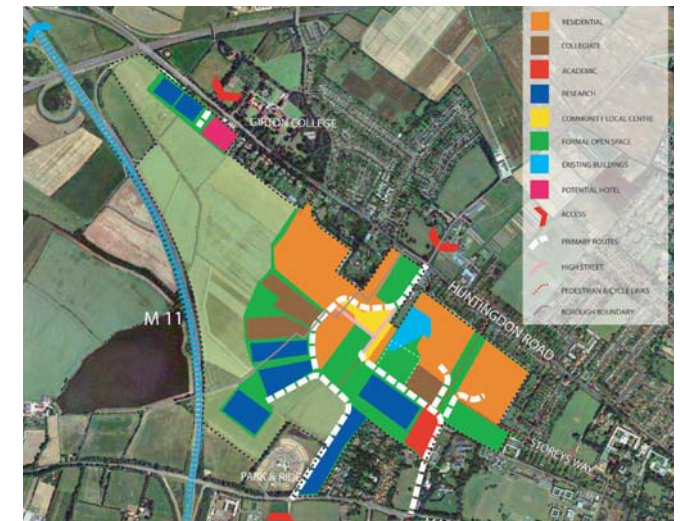 RESIDENTIAL
COLLEGIATE
ACADEMIC
RESEARCH
COMMUNITY LOCAL CENTRE
FORMAL OPEN SPACE
EXISTING BUILDINGS
POTENTIAL HOTEL
ACCESS
PRIMARY ROUTES
HIGH STREET
PEDESTRIAN & CYCLE LINKS
BOROUGH BOUNDARY
GIRTON COLLEGE
HUNTINGDON ROAD
M 11
STOREYS WAY
PARK & RIDE